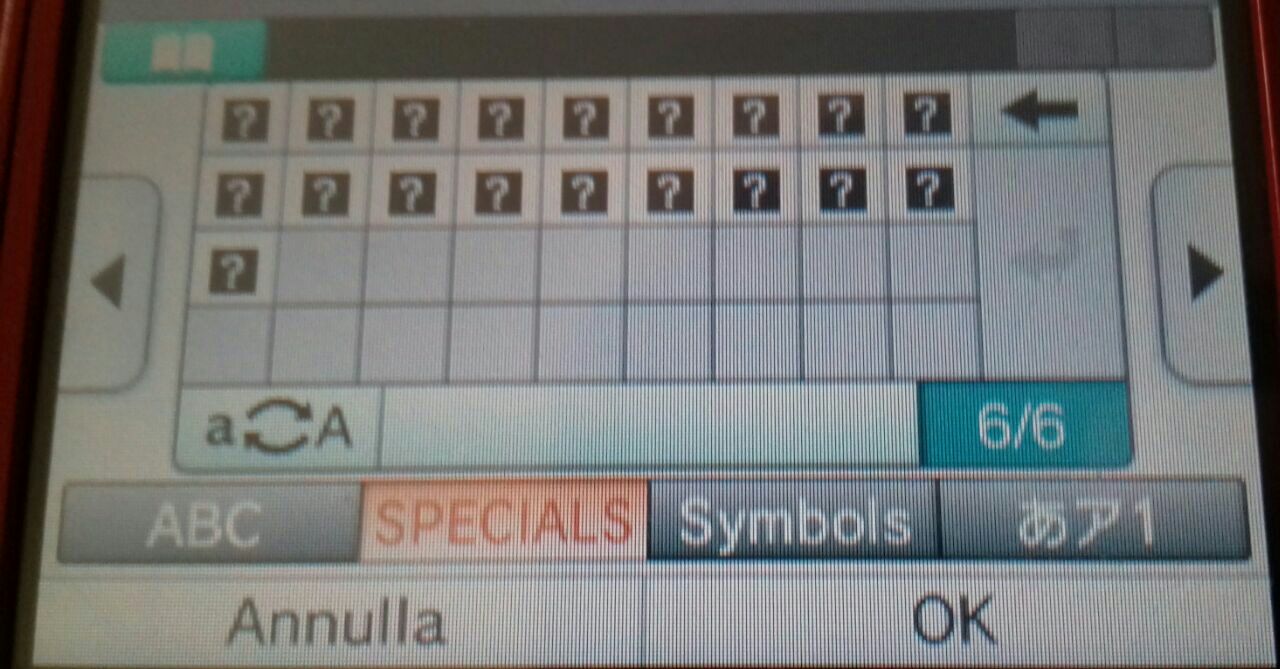 ? ? ? ? ? ? ? ? ?
? ? ? ? ? ? ? ? ?
?
a A 6/6
ABC SPECIALS Symbols あア1
Annulla OK